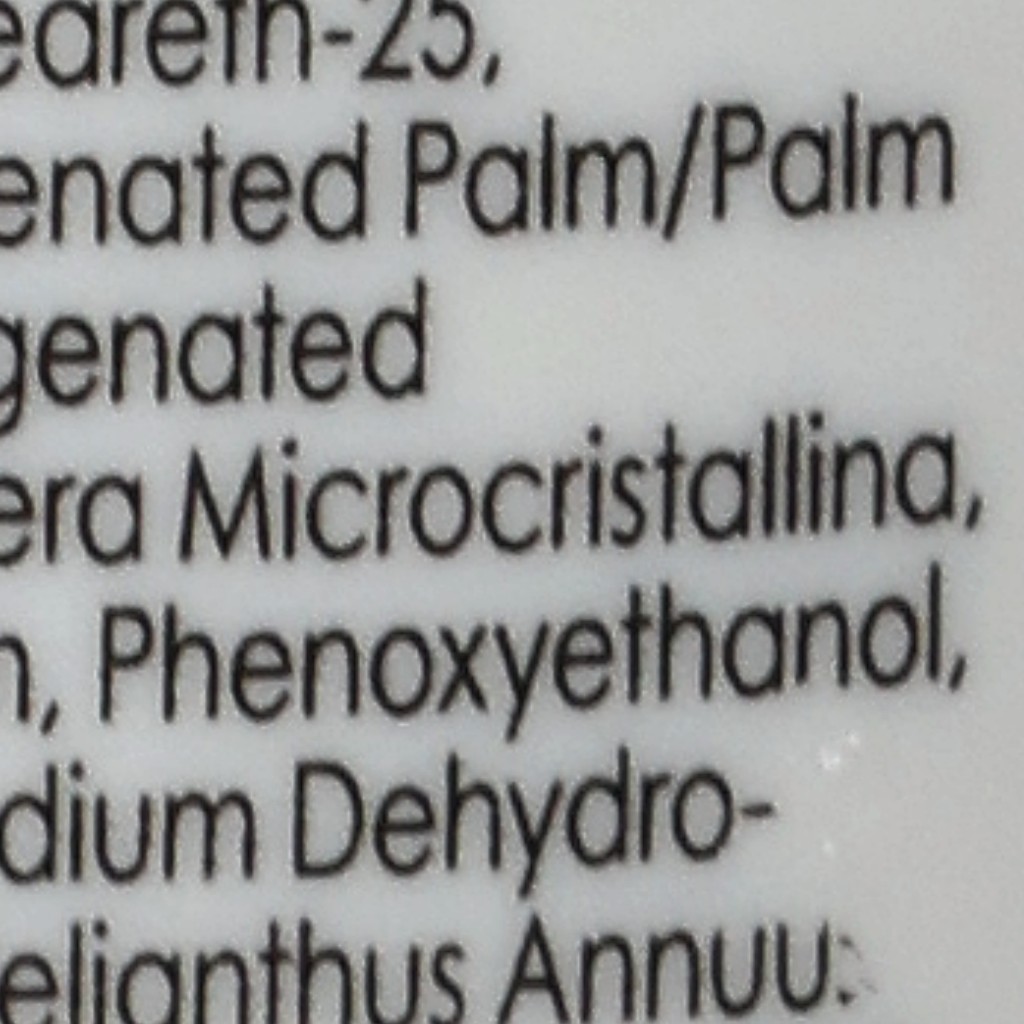 eareth-25,
enated Palm/Palm
genated
era Microcristallina,
n, Phenoxyethanol,
dium Dehydro-
elianthus Annuu